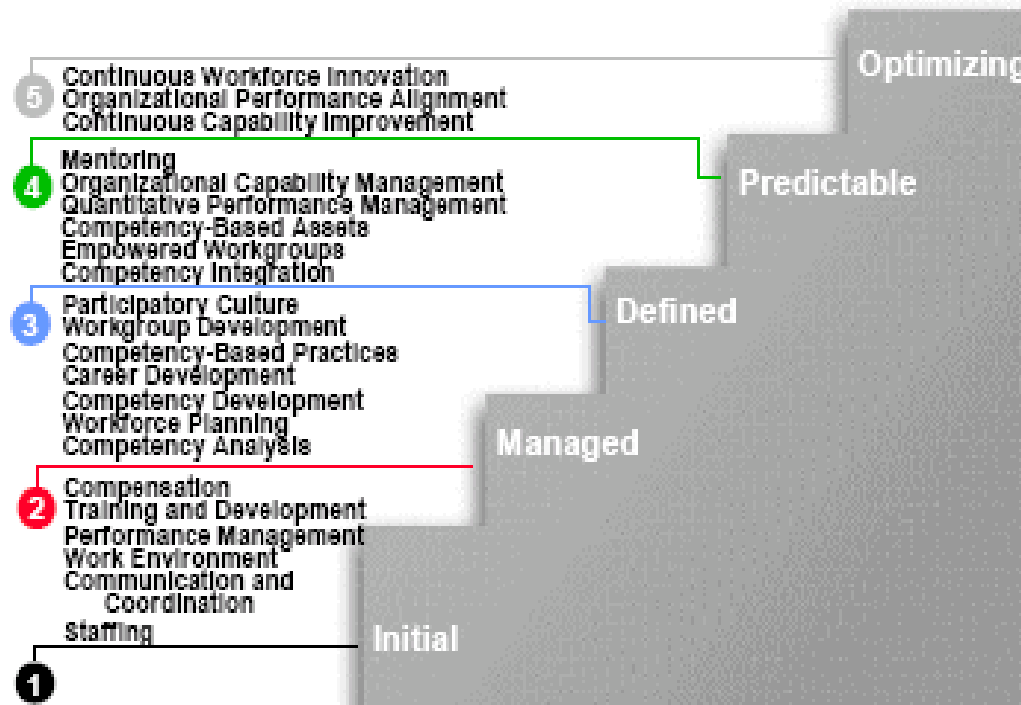 Optimizing
5
Continuous Workforce Innovation
Organizational Performance Alignment
Continuous Capability Improvement
Predictable
4
Mentoring
Organizational Capability Management
Quantitative Performance Management
Competency-Based Assets
Empowered Workgroups
Competency Integration
Defined
3
Participatory Culture
Workgroup Development
Competency-Based Practices
Career Development
Competency Development
Workforce Planning
Competency Analysis
Managed
2
Compensation
Training and Development
Performance Management
Work Environment
Communication and
Coordination
Staffing
Initial
1